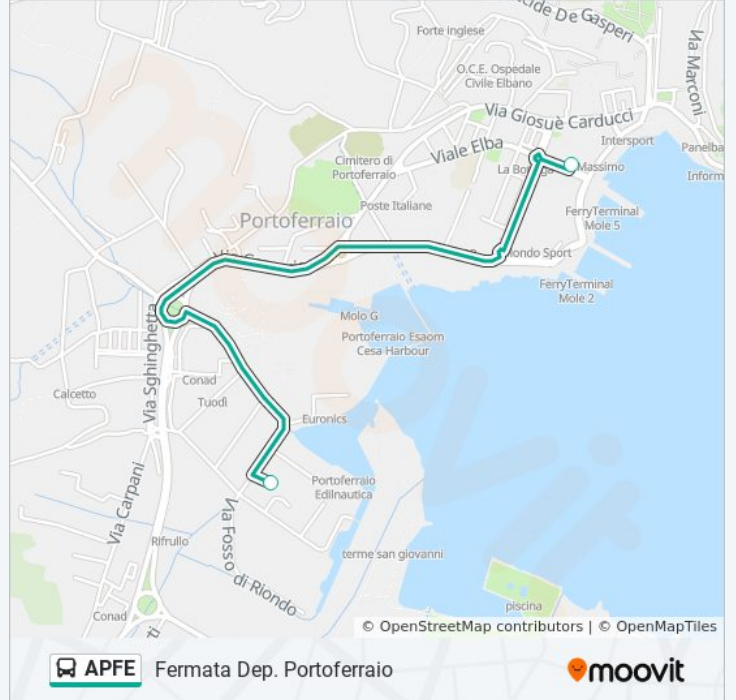 cide De Gasperi
Forte inglese
Via Marconi
O.C.E. Ospedale
Civile Elbano
Via Giosuè Carducci
Intersport
Viale Elba
Panelba
Cimitero di
Portoferraio
La Bo
Massimo
Inform
Poste Italiane
FerryTerminal
Mole 5
Portoferraio
Mondo Sport
FerryTerminal
Mole 2
Molo G
Portoferraio Esaom
Cesa Harbour
Via Sghinghetta
Conad
Calcetto
Tuodì
Euronics
Portoferraio
Edilnautica
Via Carpani
Via Fosso di Riondo
Rifrullo
terme san giovanni
piscina
Conad
© OpenStreetMap contributors | © OpenMapTiles
APFE Fermata Dep. Portoferraio
moovit